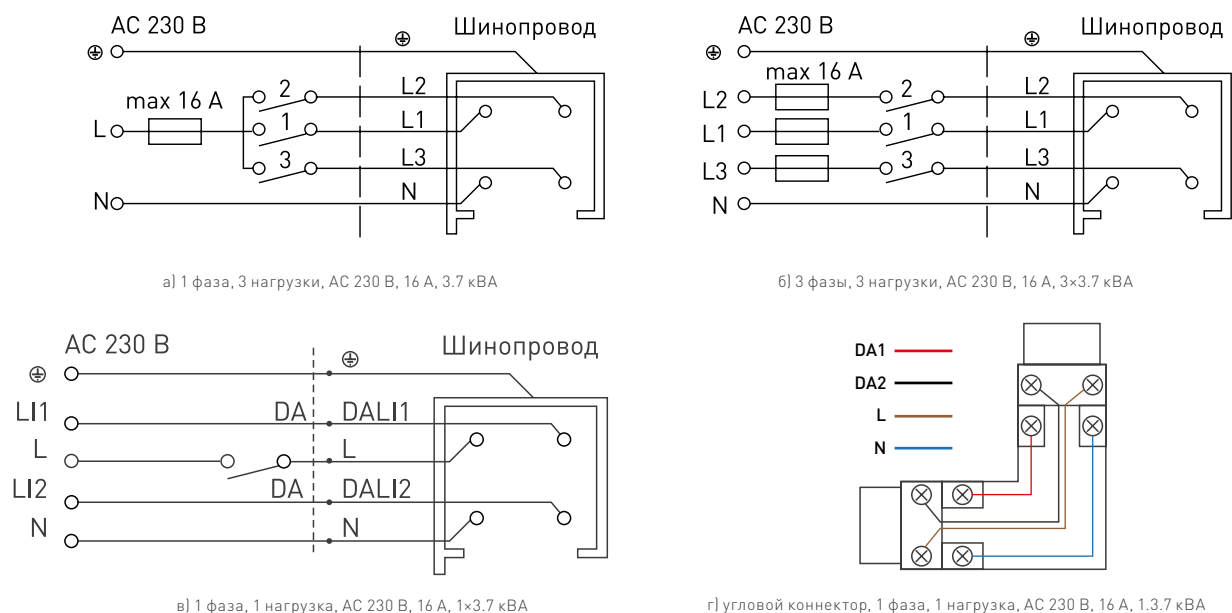 AC 230 В
Шинопровод
max 16 А
2
L2
L
1
L1
3
L3
N
N
а) 1 фаза, 3 нагрузки, AC 230 В, 16 А, 3.7 кВА
AC 230 В
Шинопровод
max 16 А
L2
2
L2
L1
1
L1
L3
3
L3
N
N
б) 3 фазы, 3 нагрузки, AC 230 В, 16 А, 3×3.7 кВА
AC 230 В
Шинопровод
LI1
DA
DALI1
L
L
LI2
DA
DALI2
N
N
в) 1 фаза, 1 нагрузка, AC 230 В, 16 А, 1×3.7 кВА
DA1
DA2
L
N
г) угловой коннектор, 1 фаза, 1 нагрузка, AC 230 В, 16 А, 1.3.7 кВА